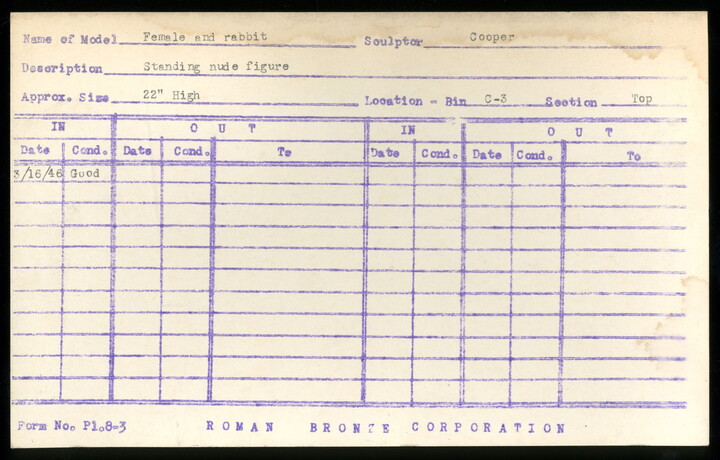 Name of Model Female and rabbit Sculptor Cooper
Description Standing nude figure
Approx. Size 22" High Location - Bin C-3 Section Top
IN OUT IN OUT
Date Cond. Date Cond. To Date Cond. Date Cond. To
3/16/46 Good
Form No. P1.8-3 ROMAN BRONZE CORPORATION